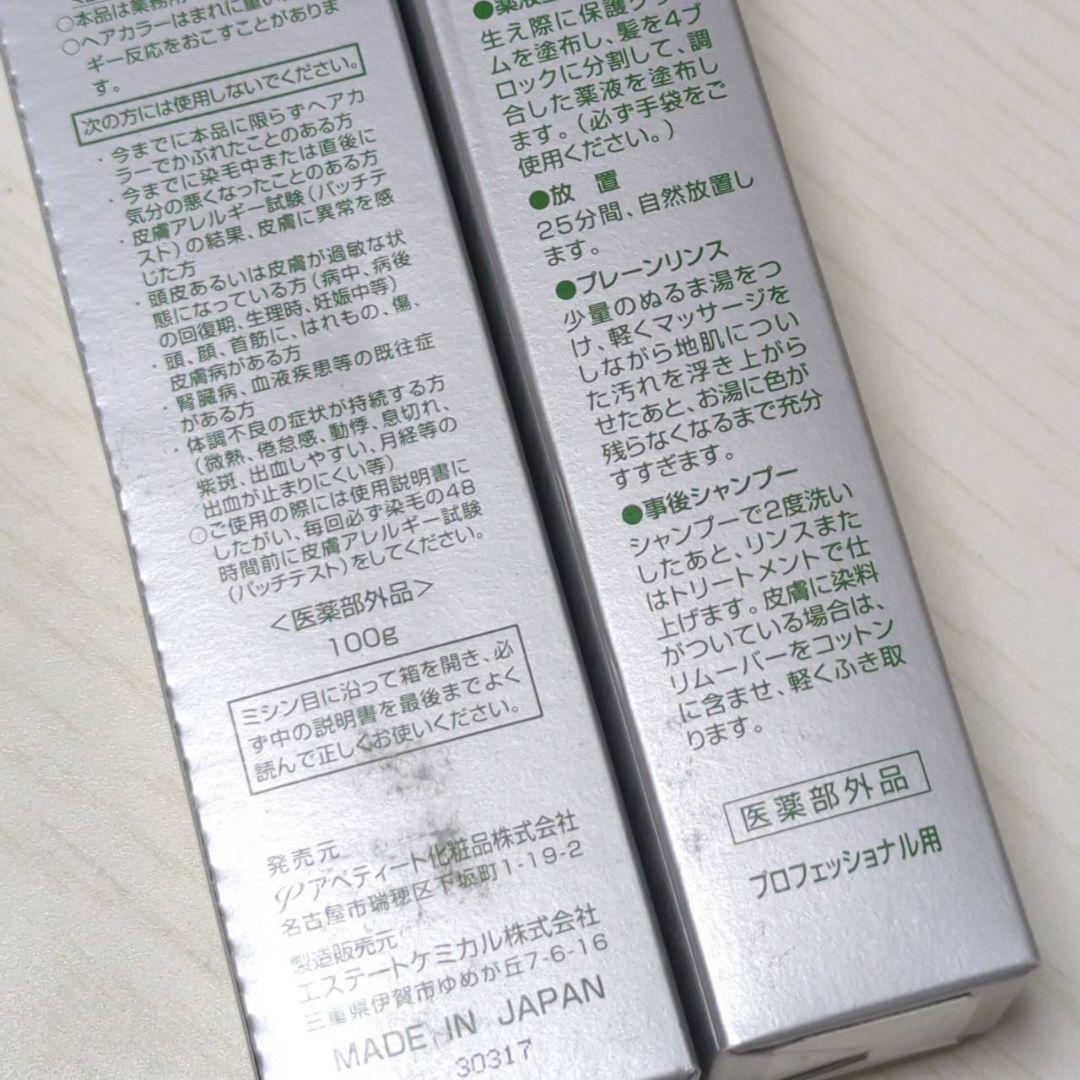 ○本品は業務用
○ヘアカラーはまれに重い
ギー反応をおこすことがありま
す。
次の方には使用しないでください。
・今までに本品に限らずヘアカ
ラーでかぶれたことのある方
・今までに染毛中または直後に
気分の悪くなったことのある方
・皮膚アレルギー試験(パッチテ
スト)の結果、皮膚に異常を感
じた方
・頭皮あるいは皮膚が過敏な状
態になっている方(病中、病後
の回復期、生理時、妊娠中等)
・頭、顔、首筋に、はれもの、傷、
皮膚病がある方
・腎臓病、血液疾患等の既往症
がある方
・体調不良の症状が持続する方
(微熱、倦怠感、動悸、息切れ、
紫斑、出血しやすい、月経等の
出血が止まりにくい等)
○ご使用の際には使用説明書に
したがい、毎回必ず染毛の48
時間前に皮膚アレルギー試験
(パッチテスト)をしてください。
<医薬部外品>
100g
ミシン目に沿って箱を開き、必
ず中の説明書を最後までよく
読んで正しくお使いください。
発売元
アペティート化粧品株式会社
名古屋市瑞穂区下坂町1-19-2
製造販売元
エステートケミカル株式会社
三重県伊賀市ゆめが丘7-6-16
MADE IN JAPAN
30317
生え際に保護クリ
ムを塗布し、髪を4ブ
ロックに分割して、調
合した薬液を塗布し
ます。(必ず手袋をご
使用ください。)
●放 置
25分間、自然放置し
ます。
●プレーンリンス
少量のぬるま湯をつ
け、軽くマッサージを
しながら地肌につい
た汚れを浮き上がら
せたあと、お湯に色が
残らなくなるまで充分
すすぎます。
●事後シャンプー
シャンプーで2度洗い
したあと、リンスまた
はトリートメントで仕
上げます。皮膚に染料
がついている場合は、
リムーバーをコットン
に含ませ、軽くふき取
ります。
医薬部外品
プロフェッショナル用